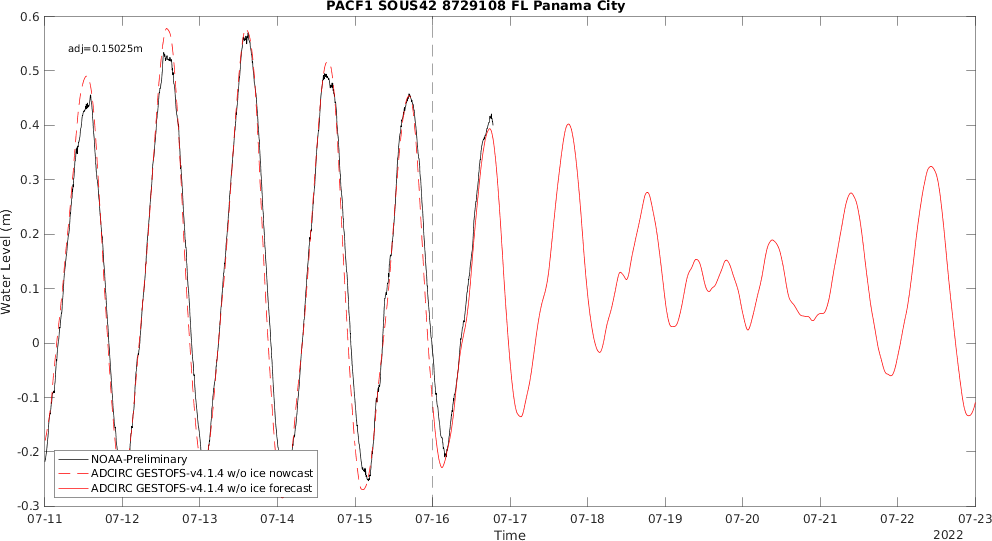 PACF1 SOUS42 8729108 FL Panama City
adj=0.15025m
Water Level (m)
0.6
0.5
0.4
0.3
0.2
0.1
0
-0.1
-0.2
-0.3
NOAA-Preliminary
ADCIRC GESTOFS-v4.1.4 w/o ice nowcast
ADCIRC GESTOFS-v4.1.4 w/o ice forecast
07-11 07-12 07-13 07-14 07-15 07-16 07-17 07-18 07-19 07-20 07-21 07-22 07-23
Time
2022